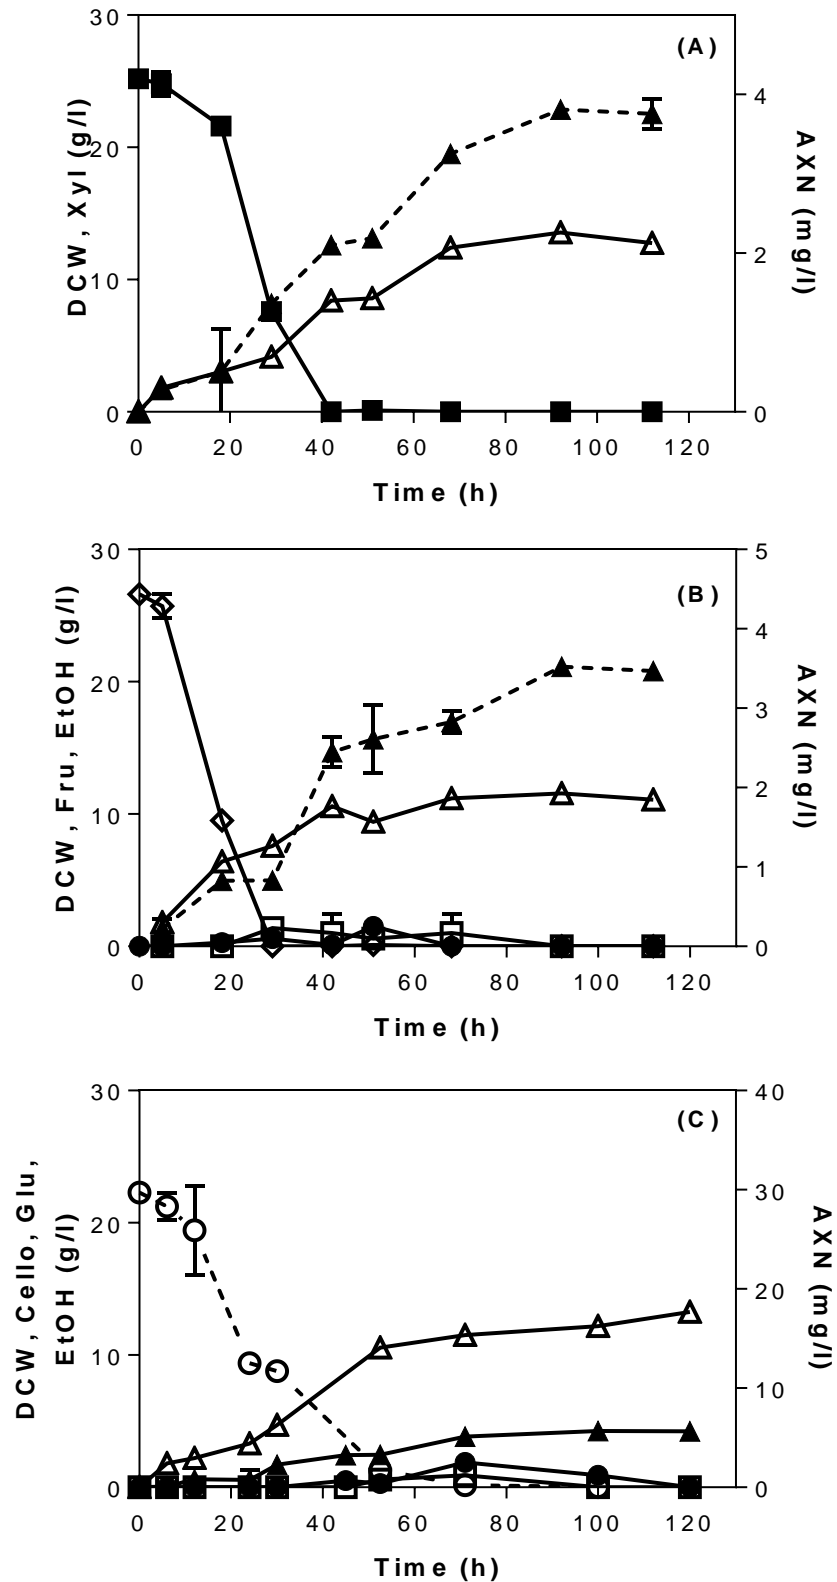 (A)
30
20
10
0
DCW, Xyl (g/l)
4
2
0
AXN (mg/l)
0 20 40 60 80 100 120
Time (h)
(B)
30
20
10
0
DCW, Fru, EtOH (g/l)
5
4
3
2
1
0
AXN (mg/l)
0 20 40 60 80 100 120
Time (h)
(C)
30
20
10
0
DCW, Cello, Glu,
EtOH (g/l)
40
30
20
10
0
AXN (mg/l)
0 20 40 60 80 100 120
Time (h)